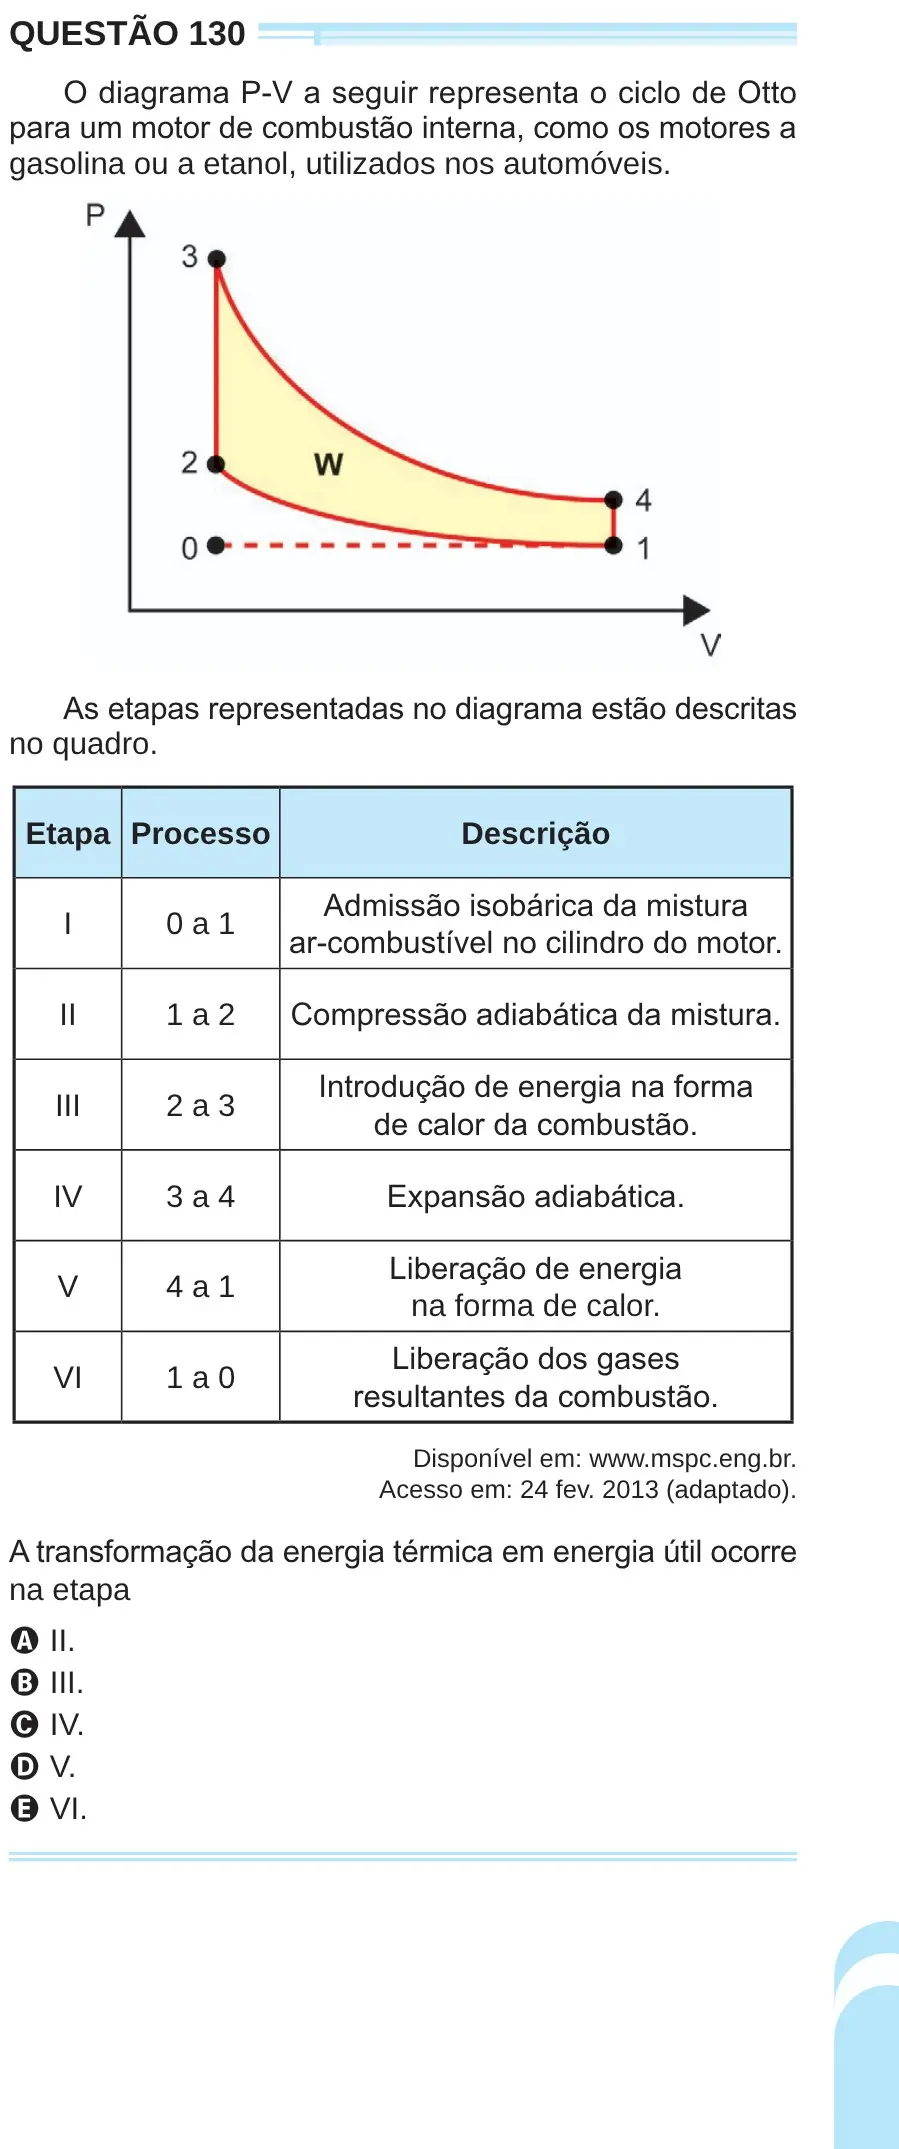 QUESTÃO 130
O diagrama P-V a seguir representa o ciclo de Otto
para um motor de combustão interna, como os motores a
gasolina ou a etanol, utilizados nos automóveis.
P
3
2
W
4
0
1
V
As etapas representadas no diagrama estão descritas
no quadro.
Etapa Processo Descrição
I 0 a 1 Admissão isobárica da mistura
ar-combustível no cilindro do motor.
II 1 a 2 Compressão adiabática da mistura.
III 2 a 3 Introdução de energia na forma
de calor da combustão.
IV 3 a 4 Expansão adiabática.
V 4 a 1 Liberação de energia
na forma de calor.
VI 1 a 0 Liberação dos gases
resultantes da combustão.
Disponível em: www.mspc.eng.br.
Acesso em: 24 fev. 2013 (adaptado).
A transformação da energia térmica em energia útil ocorre
na etapa
A II.
B III.
C IV.
D V.
E VI.